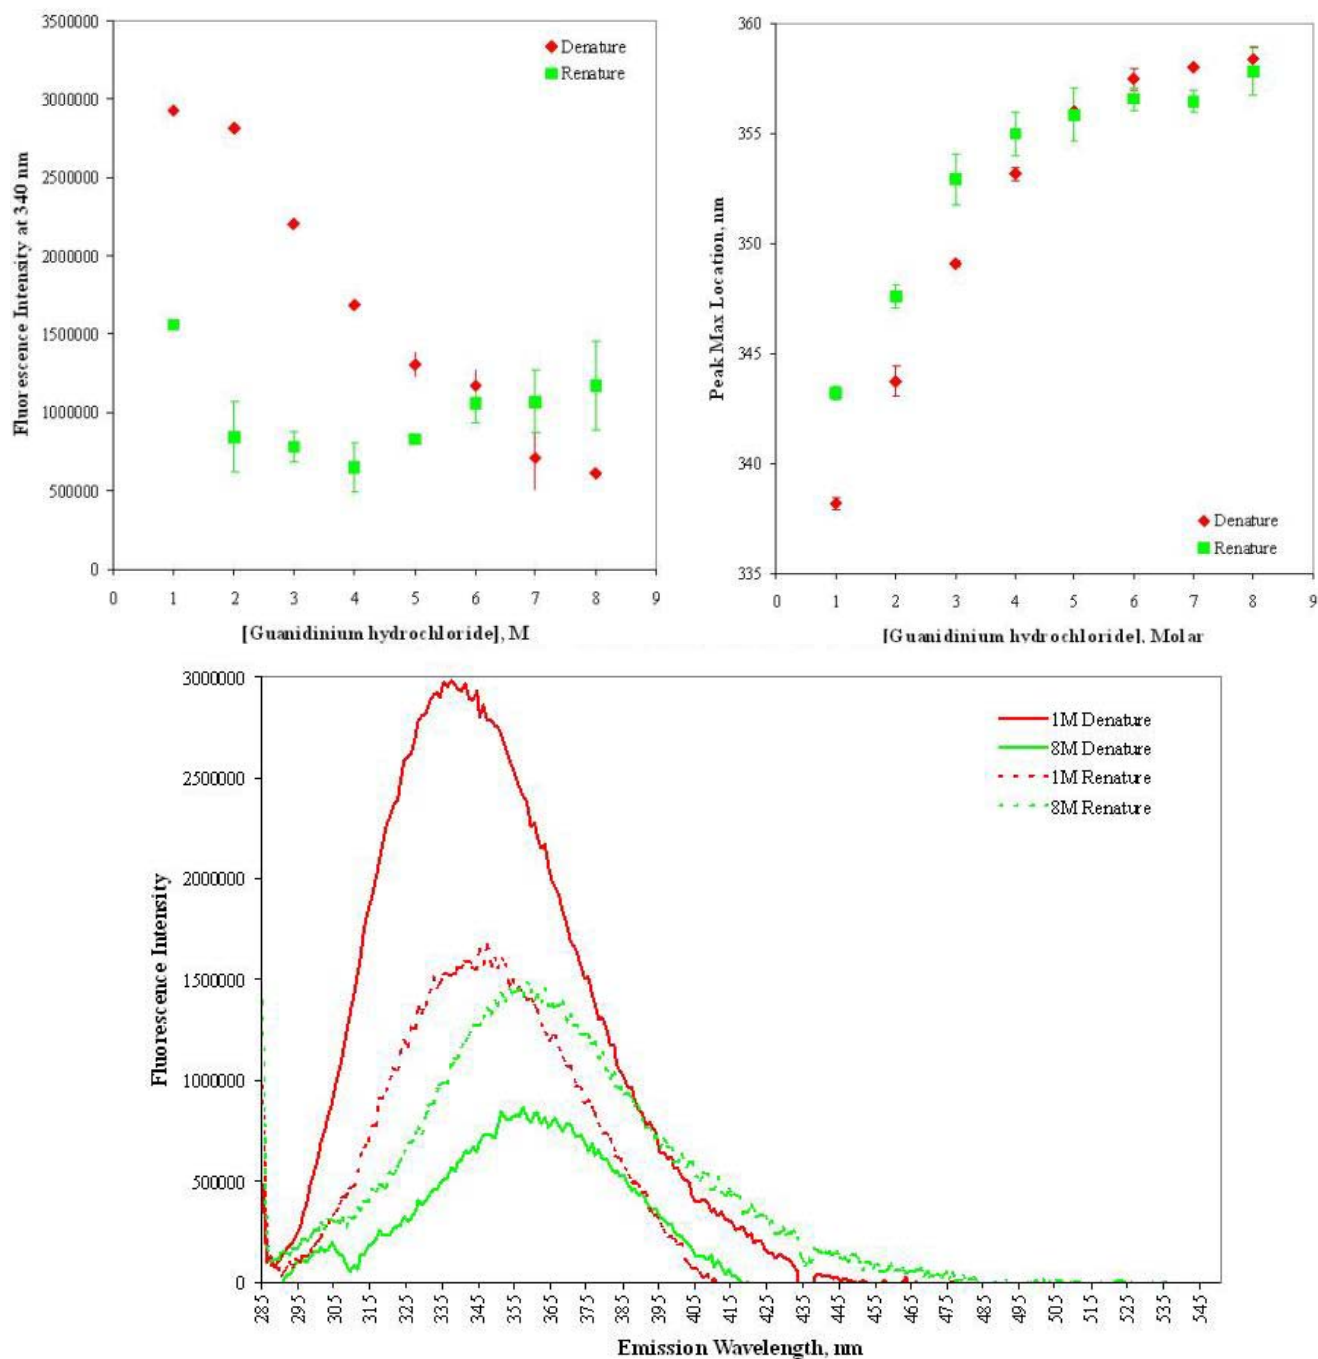 3500000
3000000
2500000
2000000
1500000
1000000
500000
0
Fluorescence Intensity at 340 nm
Denature
Renature
0 1 2 3 4 5 6 7 8 9
[Guanidinium hydrochloride], M
360
355
350
345
340
335
Peak Max Location, nm
Denature
Renature
0 1 2 3 4 5 6 7 8 9
[Guanidinium hydrochloride], Molar
3000000
2500000
2000000
1500000
1000000
500000
0
Fluorescence Intensity
1M Denature
8M Denature
1M Renature
8M Renature
285 295 305 315 325 335 345 355 365 375 385 395 405 415 425 435 445 455 465 475 485 495 505 515 525 535 545
Emission Wavelength, nm